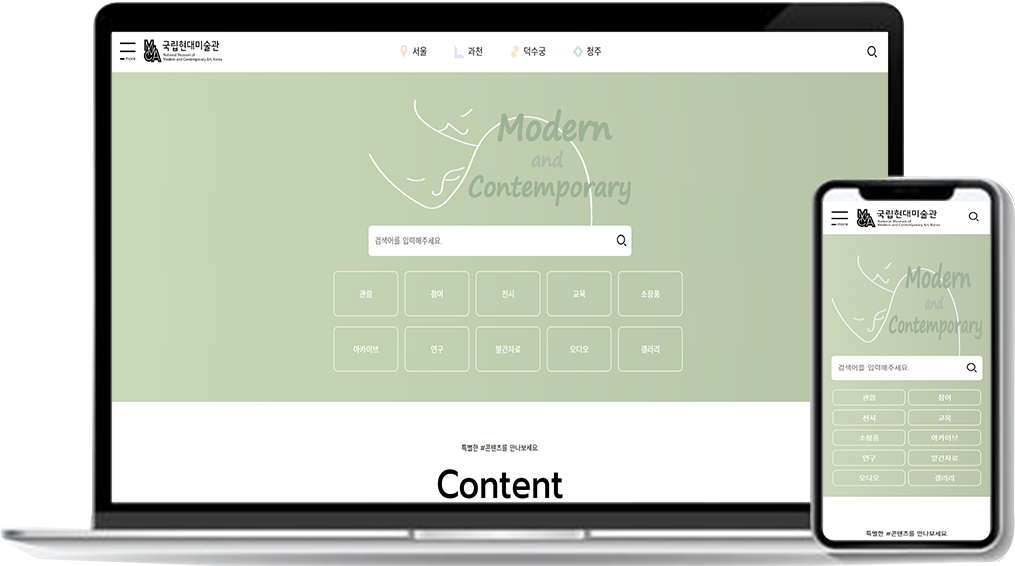 more
국립현대미술관
National Museum of
Modern and Contemporary Art, Korea
서울 과천 덕수궁 청주
Modern
and
Contemporary
검색어를 입력해주세요.
관람 참여 전시 교육 소장품
아카이브 연구 발간자료 오디오 갤러리
특별한 #콘텐츠를 만나보세요
Content
more
국립현대미술관
National Museum of
Modern and Contemporary Art, Korea
Modern
and
Contemporary
검색어를 입력해주세요.
관람 참여
전시 교육
소장품 아카이브
연구 발간자료
오디오 갤러리
특별한 #콘텐츠를 만나보세요